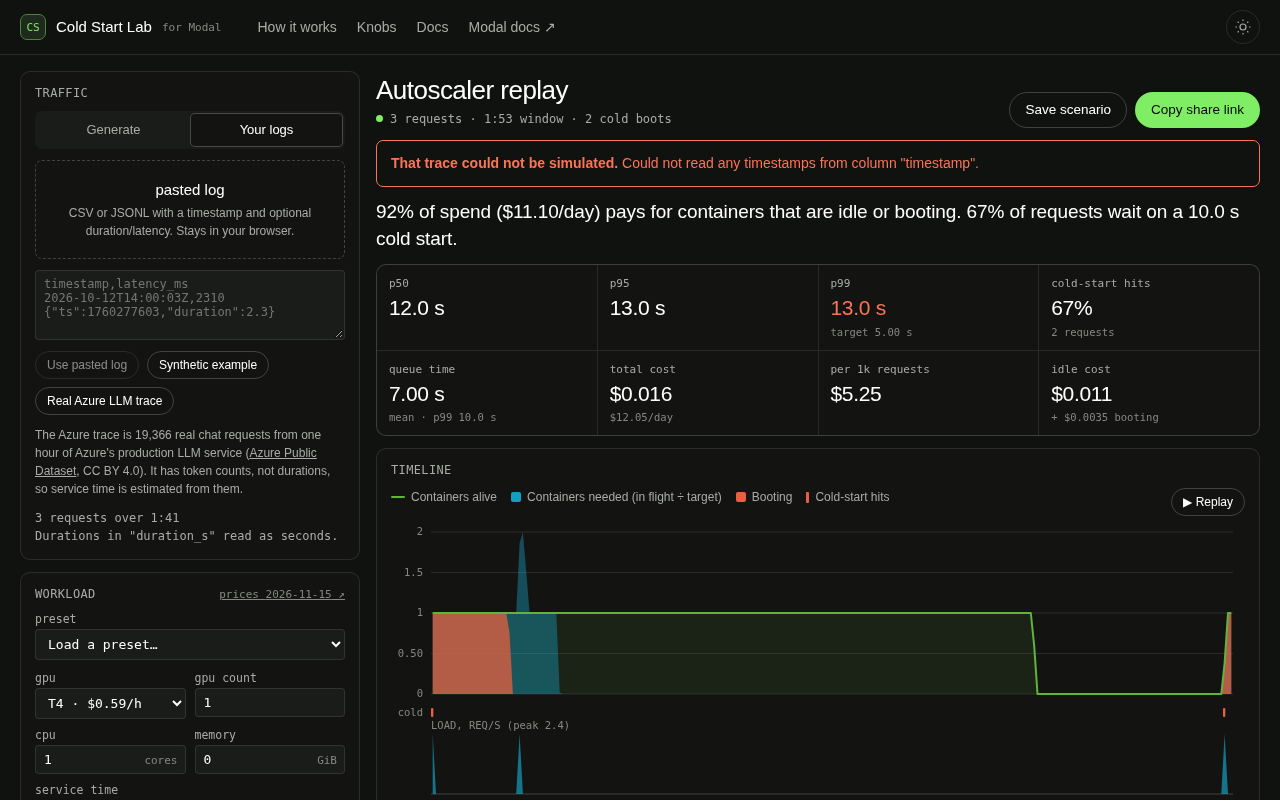 CS Cold Start Lab for Modal How it works Knobs Docs Modal docs ↗
TRAFFIC
Generate Your logs
pasted log
CSV or JSONL with a timestamp and optional
duration/latency. Stays in your browser.
timestamp,latency_ms
2026-10-12T14:00:03Z,2310
{"ts":1760277603,"duration":2.3}
Use pasted log Synthetic example
Real Azure LLM trace
The Azure trace is 19,366 real chat requests from one
hour of Azure's production LLM service (Azure Public
Dataset, CC BY 4.0). It has token counts, not durations,
so service time is estimated from them.
3 requests over 1:41
Durations in "duration_s" read as seconds.
WORKLOAD prices 2026-11-15 ↗
preset
Load a preset…
gpu gpu count
T4 · $0.59/h 1
cpu memory
1 cores 0 GiB
service time
Autoscaler replay
3 requests · 1:53 window · 2 cold boots
Save scenario Copy share link
That trace could not be simulated. Could not read any timestamps from column "timestamp".
92% of spend ($11.10/day) pays for containers that are idle or booting. 67% of requests wait on a 10.0 s
cold start.
p50 p95 p99 cold-start hits
12.0 s 13.0 s 13.0 s 67%
target 5.00 s 2 requests
queue time total cost per 1k requests idle cost
7.00 s $0.016 $5.25 $0.011
mean · p99 10.0 s $12.05/day + $0.0035 booting
TIMELINE
Containers alive Containers needed (in flight ÷ target) Booting Cold-start hits ▶ Replay
2
1.5
1
0.50
0
cold
LOAD, REQ/S (peak 2.4)